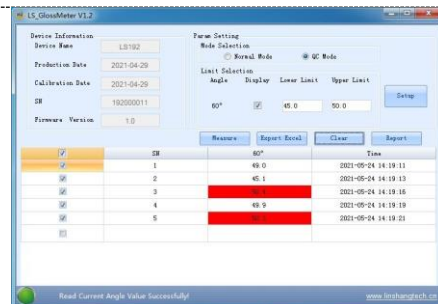 LS_GlossMeter V1.2
Device Information
Device Name LS192
Production Date 2021-04-29
Calibration Date 2021-04-29
SN 192000011
Firmware Version 1.0
Param Setting
Mode Selection
Normal Mode QC Mode
Limit Selection
Angle Display Lower Limit Upper Limit
60° 45.0 50.0
Setup
Measure Export Excel Clear Report
SN 60° Time
1 49.0 2021-05-24 14:19:11
2 45.1 2021-05-24 14:19:13
3 2021-05-24 14:19:16
4 49.9 2021-05-24 14:19:19
5 2021-05-24 14:19:21
Read Current Angle Value Successfully!
www.linshangtech.cn